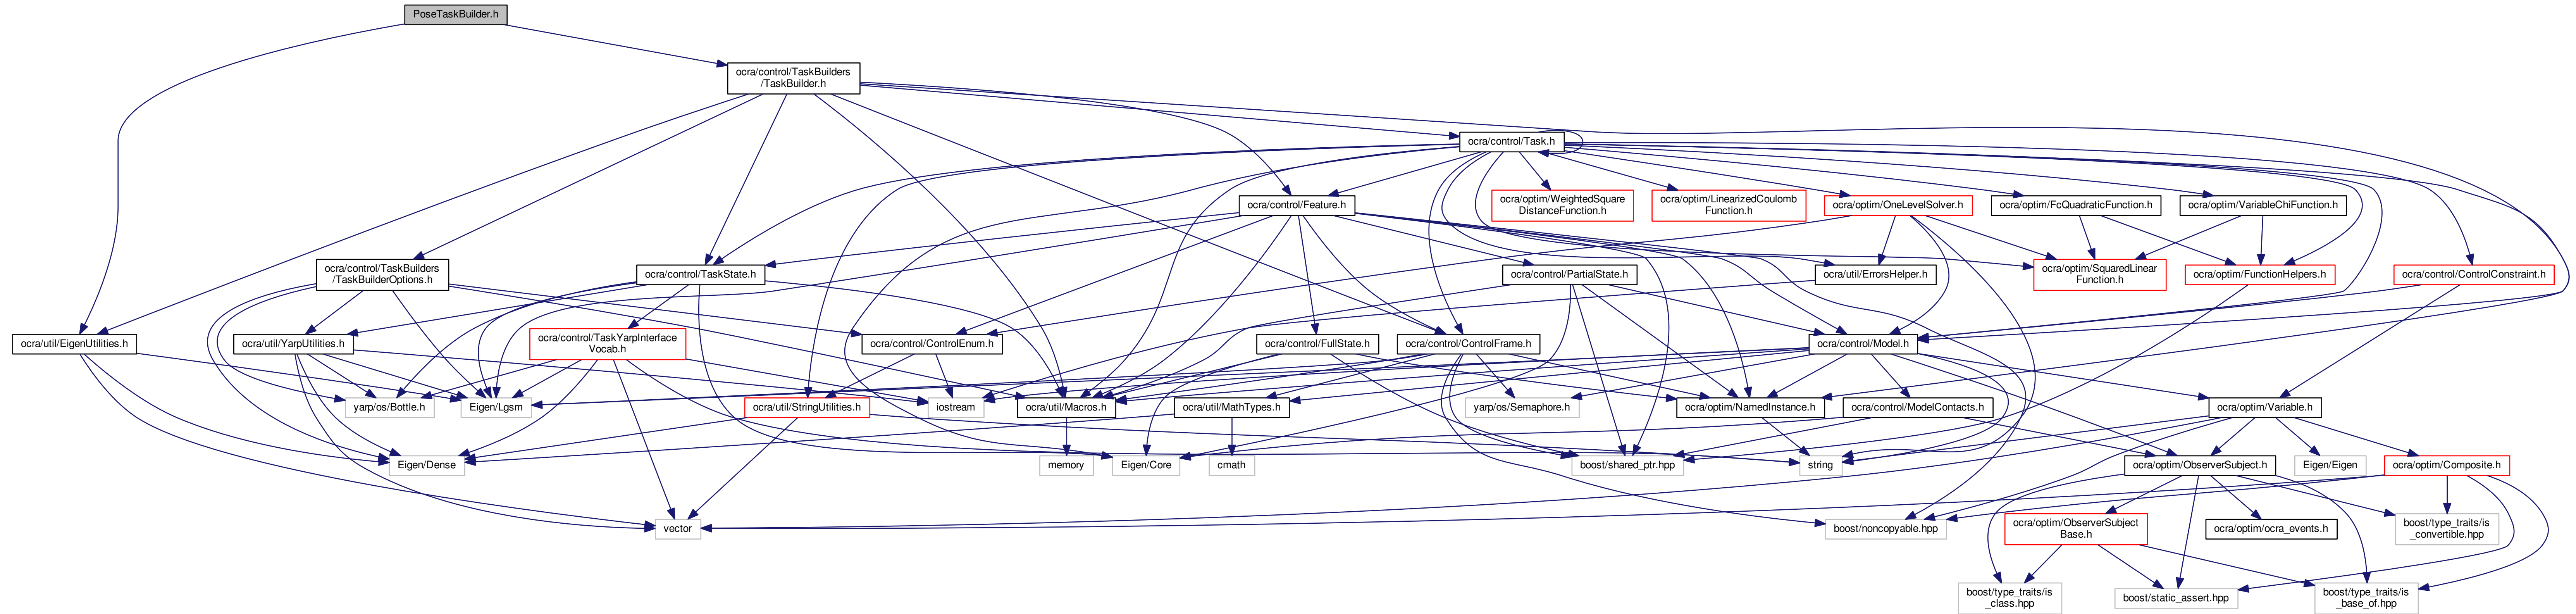 PoseTaskBuilder.h
ocra/control/TaskBuilders
/TaskBuilder.h
ocra/control/Task.h
ocra/optim/WeightedSquare
DistanceFunction.h
ocra/optim/LinearizedCoulomb
Function.h
ocra/control/Feature.h
ocra/optim/OneLevelSolver.h
ocra/optim/FcQuadraticFunction.h
ocra/optim/VariableChiFunction.h
ocra/control/TaskBuilders
/TaskBuilderOptions.h
ocra/control/TaskState.h
ocra/control/PartialState.h
ocra/util/ErrorsHelper.h
ocra/optim/SquaredLinear
Function.h
ocra/optim/FunctionHelpers.h
ocra/control/ControlConstraint.h
ocra/util/EigenUtilities.h
ocra/util/YarpUtilities.h
ocra/control/TaskYarpInterface
Vocab.h
ocra/control/ControlEnum.h
ocra/control/FullState.h
ocra/control/ControlFrame.h
ocra/control/Model.h
yarp/os/Bottle.h
Eigen/Lgsm
ocra/util/StringUtilities.h
iostream
ocra/util/Macros.h
ocra/util/MathTypes.h
yarp/os/Semaphore.h
ocra/optim/NamedInstance.h
ocra/control/ModelContacts.h
ocra/optim/Variable.h
Eigen/Dense
memory
Eigen/Core
cmath
boost/shared_ptr.hpp
string
ocra/optim/ObserverSubject.h
Eigen/Eigen
ocra/optim/Composite.h
vector
boost/noncopyable.hpp
ocra/optim/ObserverSubject
Base.h
ocra/optim/ocra_events.h
boost/type_traits/is
_convertible.hpp
boost/type_traits/is
_class.hpp
boost/static_assert.hpp
boost/type_traits/is
_base_of.hpp